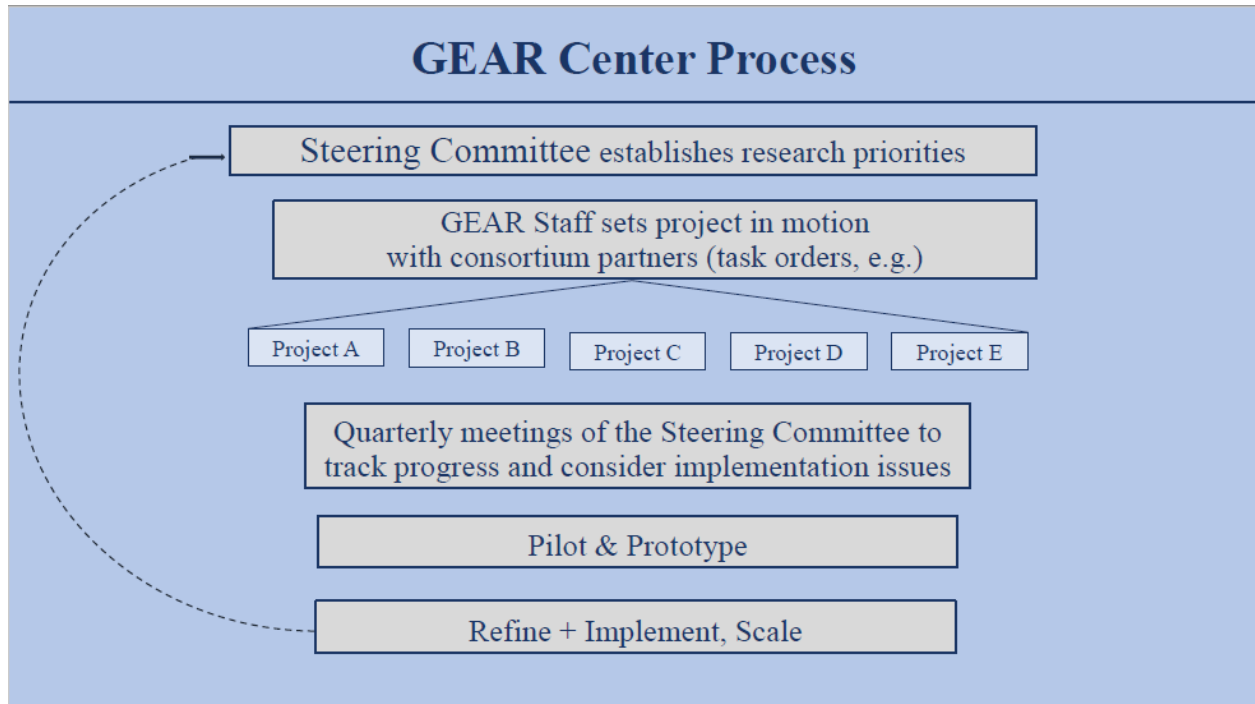 GEAR Center Process
Steering Committee establishes research priorities
GEAR Staff sets project in motion
with consortium partners (task orders, e.g.)
Project A
Project B
Project C
Project D
Project E
Quarterly meetings of the Steering Committee to
track progress and consider implementation issues
Pilot & Prototype
Refine + Implement, Scale